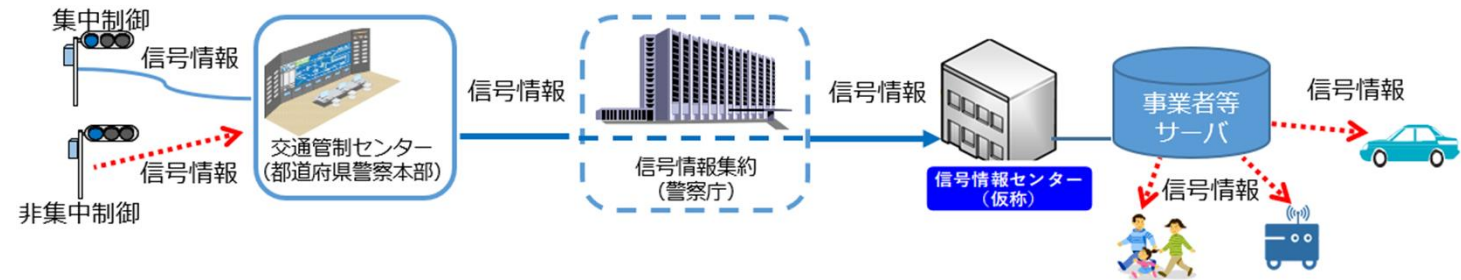 集中制御
信号情報
信号情報
非集中制御
交通管制センター
（都道府県警察本部）
信号情報
信号情報集約
（警察庁）
信号情報
信号情報センター
（仮称）
事業者等
サーバ
信号情報
信号情報